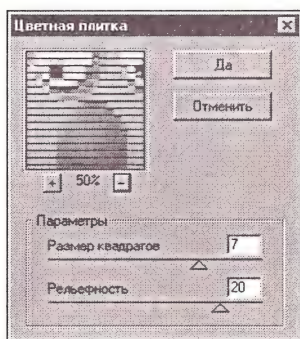 Цветная плитка
Да
Отменить
+ 50% -
Параметры
Размер квадратов 7
Рельефность 20